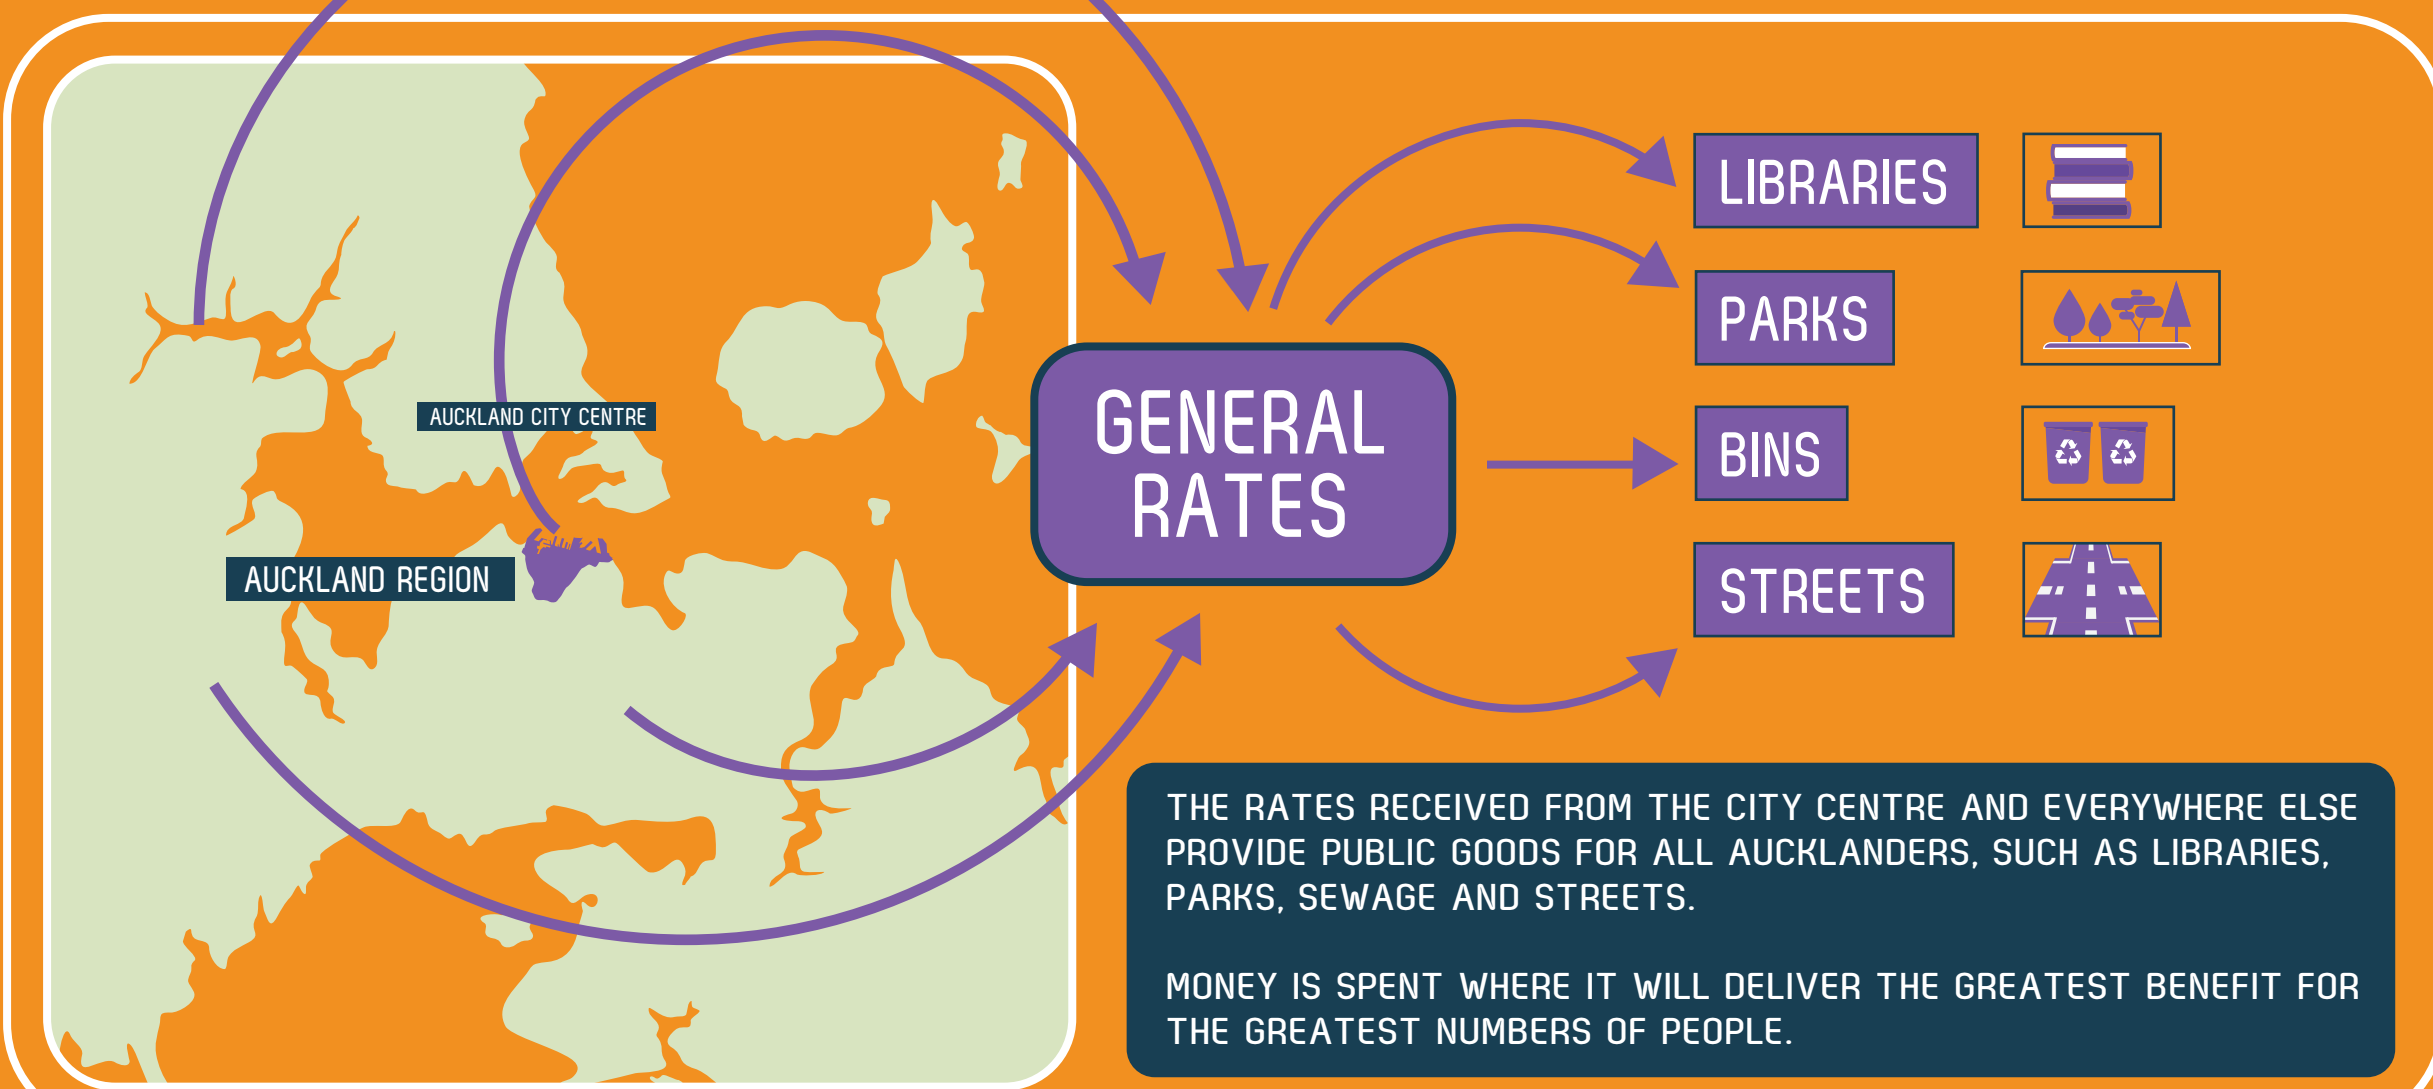 AUCKLAND CITY CENTRE
AUCKLAND REGION
GENERAL
RATES
LIBRARIES
PARKS
BINS
STREETS
THE RATES RECEIVED FROM THE CITY CENTRE AND EVERYWHERE ELSE
PROVIDE PUBLIC GOODS FOR ALL AUCKLANDERS, SUCH AS LIBRARIES,
PARKS, SEWAGE AND STREETS.
MONEY IS SPENT WHERE IT WILL DELIVER THE GREATEST BENEFIT FOR
THE GREATEST NUMBERS OF PEOPLE.